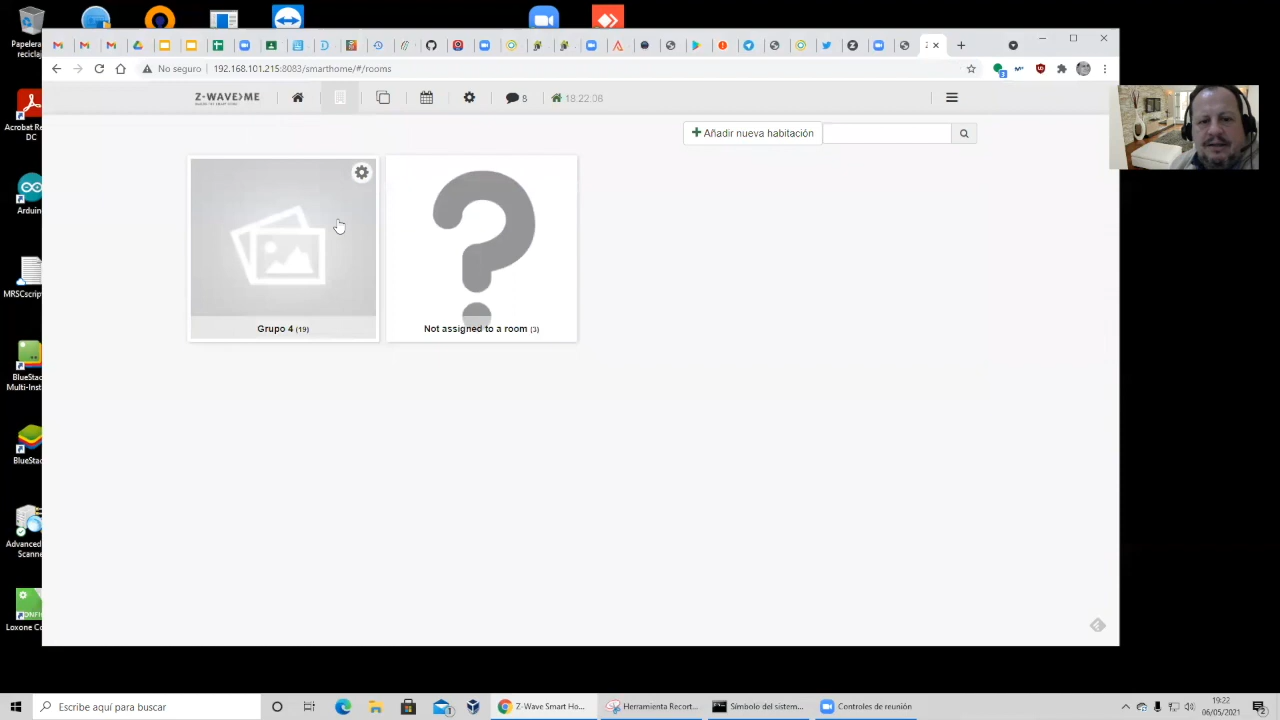 Papelera
reciclaj
Acrobat Re
DC
Arduin
MRSCscrip
BlueStac
Multi-Inst
BlueStac
Advanced
Scanne
Loxone Co
No seguro
192.168.101.215:8083/smarthome/#/rooms
Z-WAVE>ME
8
18:22:06
Añadir nueva habitación
Grupo 4 (19)
Not assigned to a room (3)
Escribe aquí para buscar
Z-Wave Smart Ho...
Herramienta Recort...
Símbolo del sistem...
Controles de reunión
19:22
06/05/2021